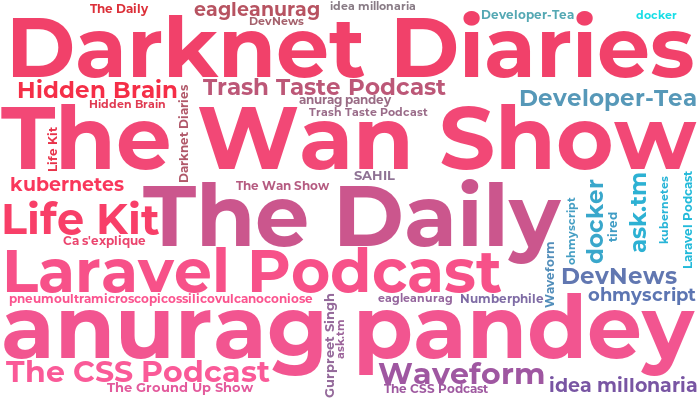 The Daily
eagleanurag
idea millonaria
Developer-Tea
docker
DevNews
Darknet Diaries
Hidden Brain
Trash Taste Podcast
Developer-Tea
Hidden Brain
Darknet Diaries
anurag pandey
Trash Taste Podcast
The Wan Show
Life Kit
SAHIL
kubernetes
The Wan Show
The Daily
Life Kit
Ca s'explique
ohmyscript
docker
tired
ask.tm
kubernetes
Laravel Podcast
Laravel Podcast
Waveform
DevNews
ohmyscript
pneumoultramicroscopicossilicovulcanoconiose
eagleanurag
Numberphile
anurag pandey
Gurpreet Singh
ask.tm
The CSS Podcast
Waveform
The Ground Up Show
The CSS Podcast
idea millonaria